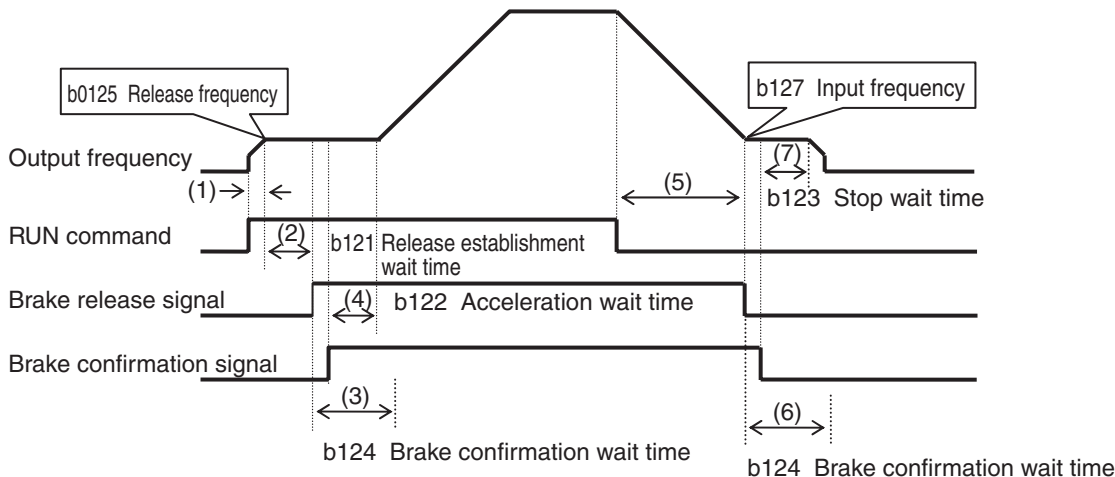 b0125 Release frequency
b127 Input frequency
Output frequency
(1)
(5)
(7)
b123 Stop wait time
RUN command
(2)
b121 Release establishment
wait time
Brake release signal
(4)
b122 Acceleration wait time
Brake confirmation signal
(3)
(6)
b124 Brake confirmation wait time
b124 Brake confirmation wait time